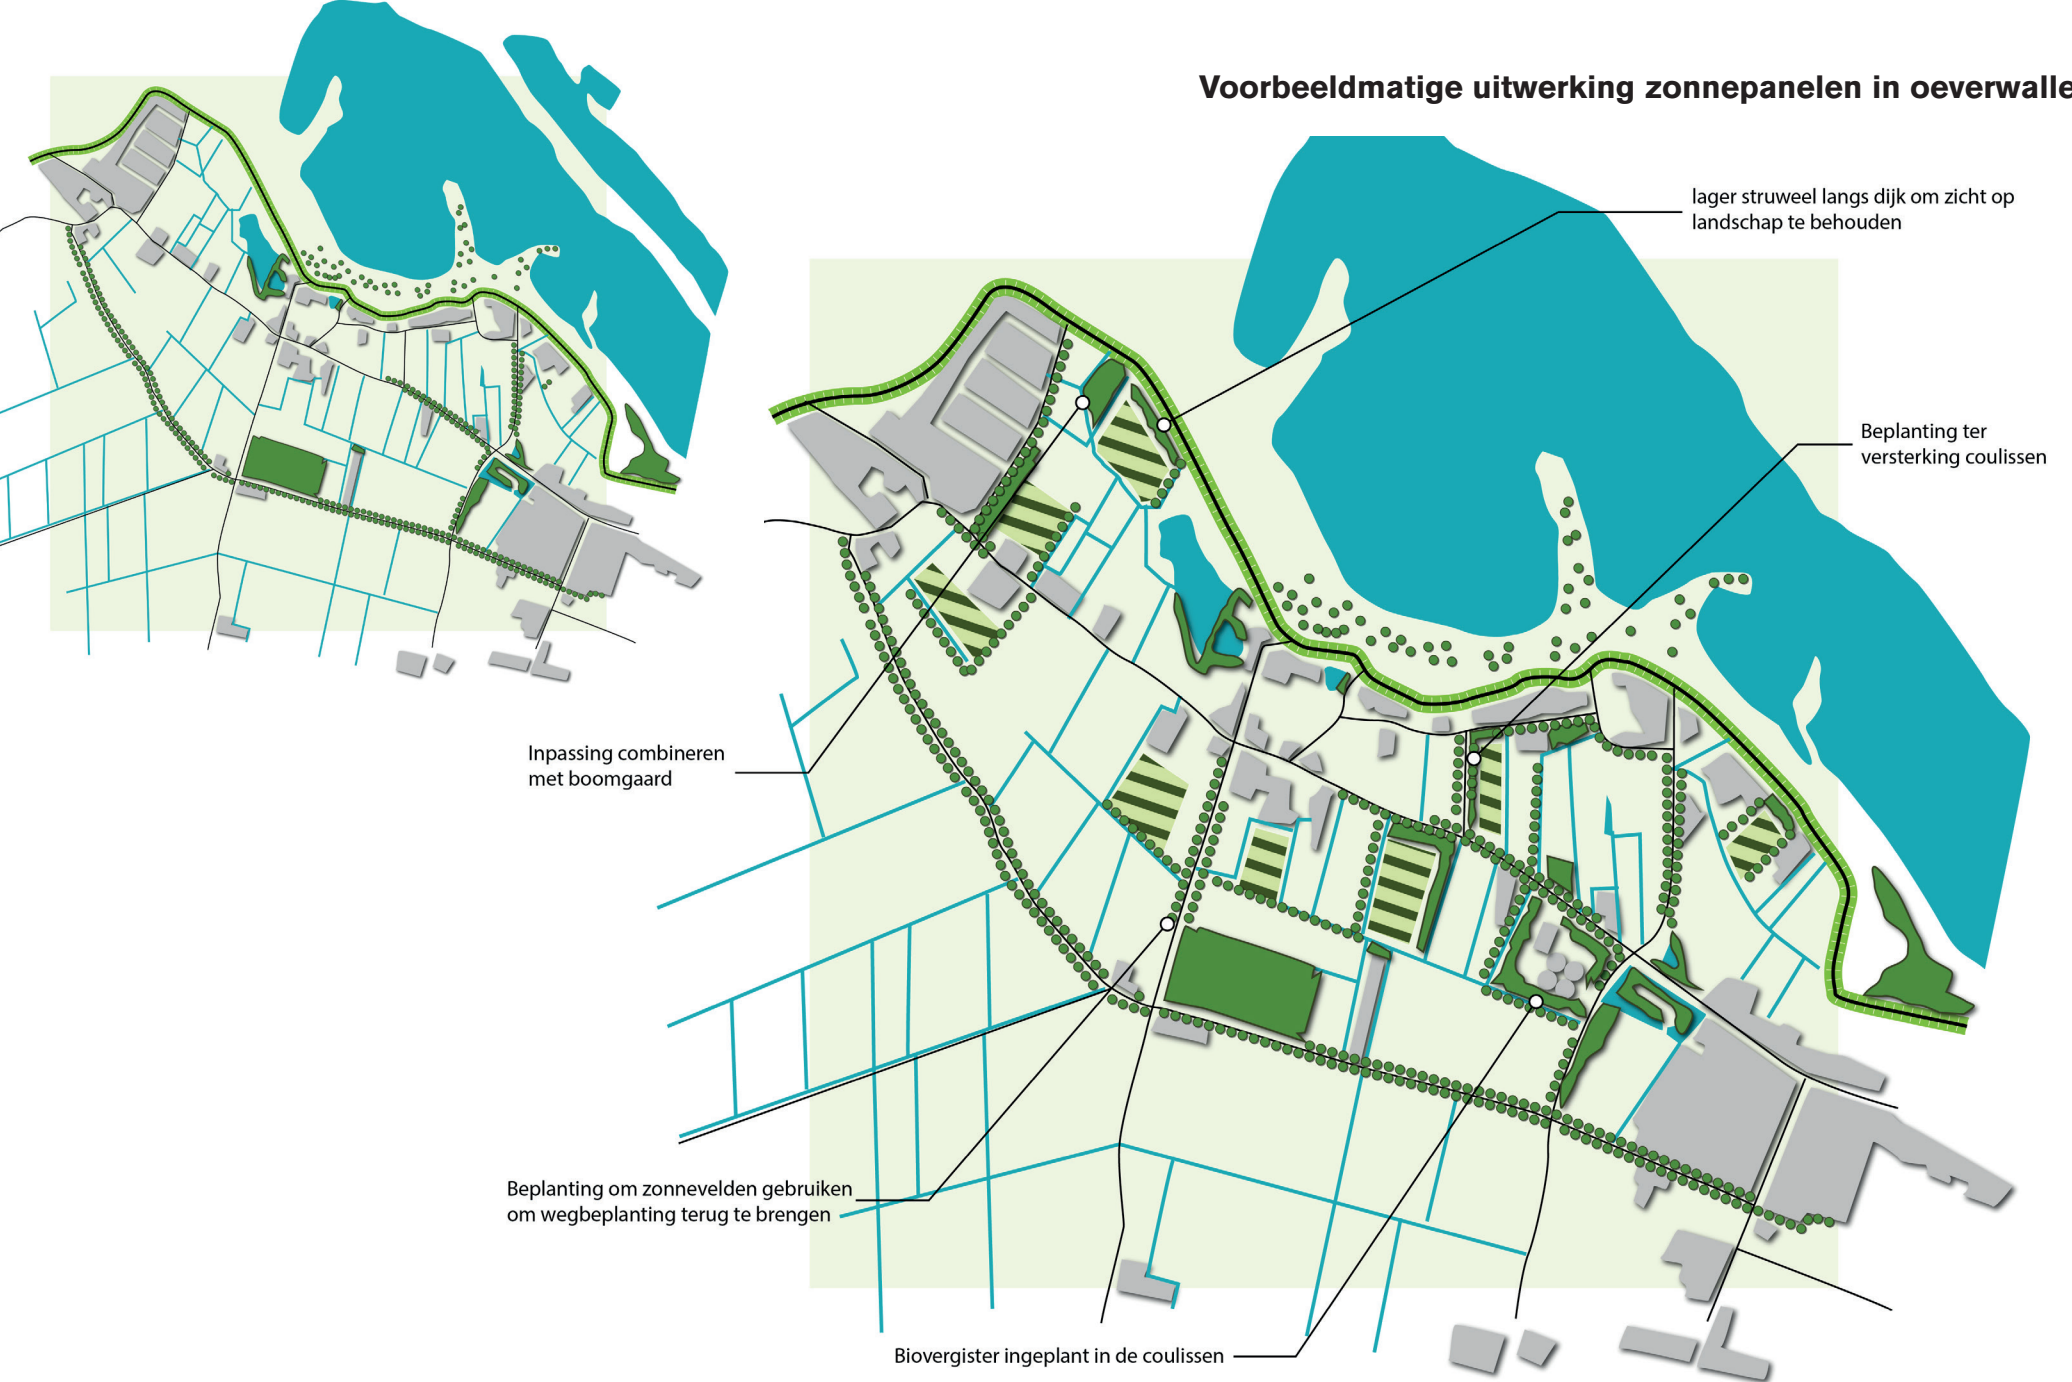 Voorbeeldmatige uitwerking zonnepanelen in oeverwalle
lager struweel langs dijk om zicht op
landschap te behouden
Beplanting ter
versterking coulissen
Inpassing combineren
met boomgaard
Beplanting om zonnevelden gebruiken
om wegbeplanting terug te brengen
Biovergister ingeplant in de coulissen